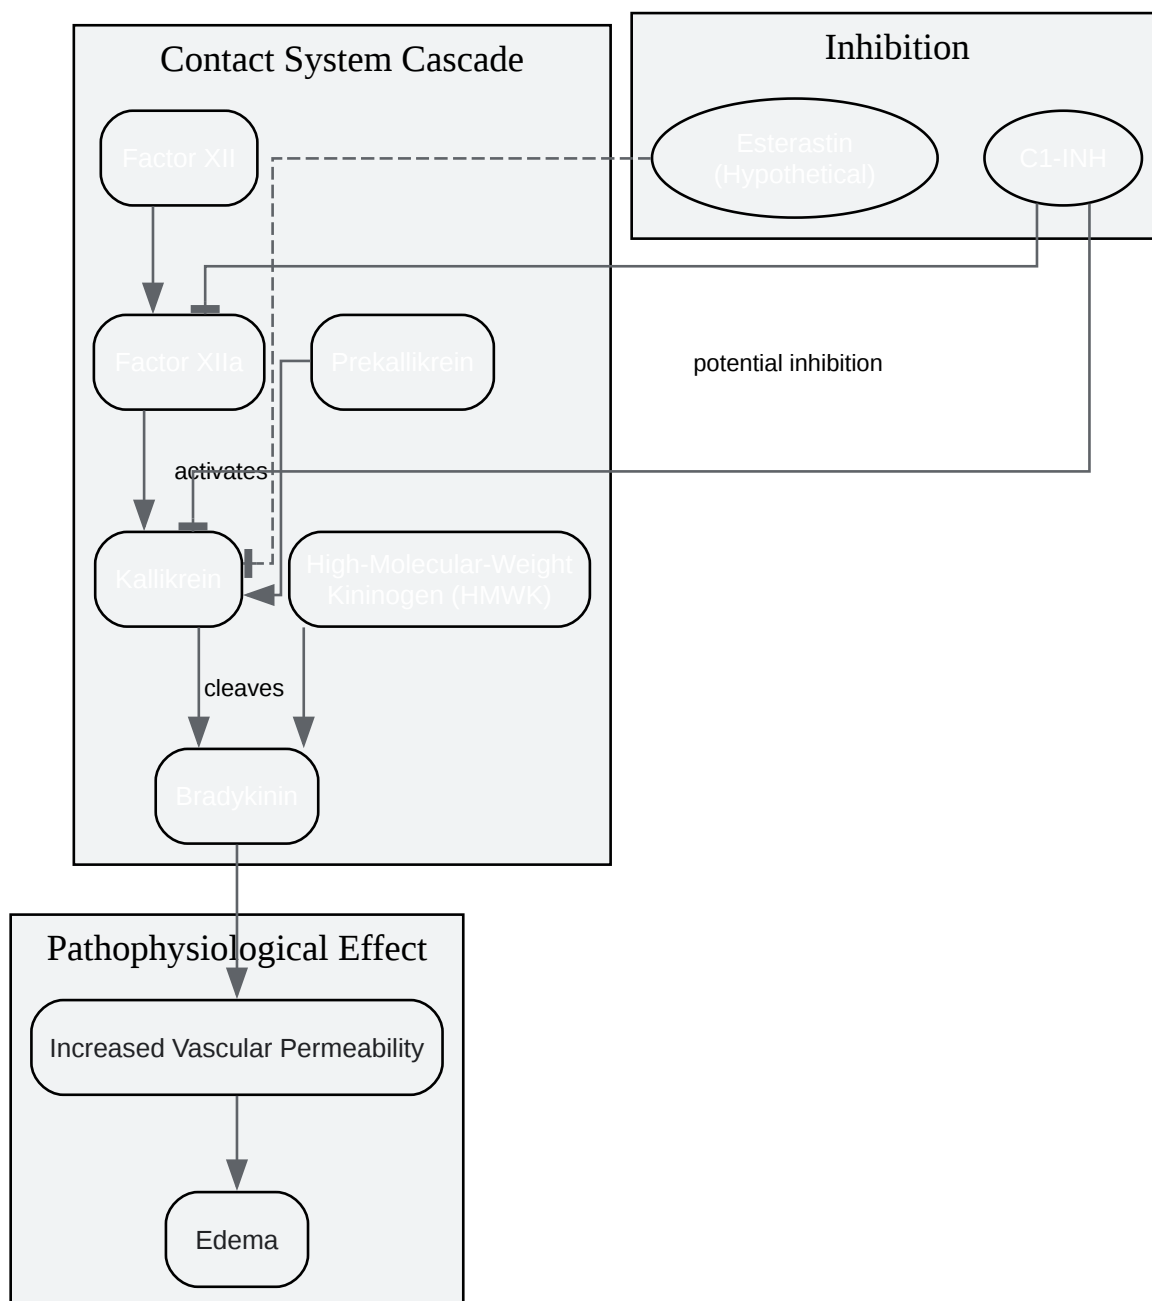 Contact System Cascade
Inhibition
Factor XII
Esterastin
(Hypothetical)
C1-INH
Factor XIIa
Prekallikrein
potential inhibition
activates
Kallikrein
High-Molecular-Weight
Kininogen (HMWK)
cleaves
Bradykinin
Pathophysiological Effect
Increased Vascular Permeability
Edema